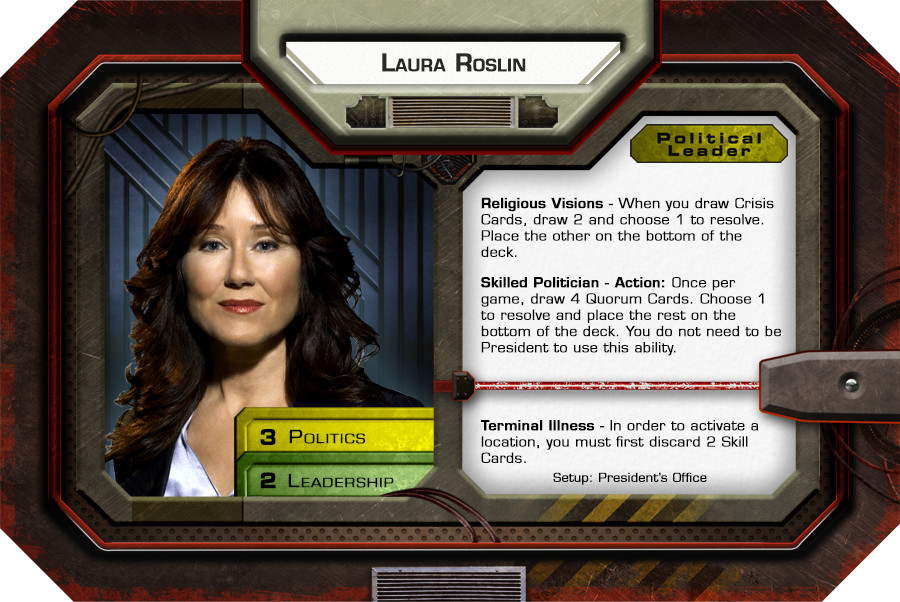 Laura Roslin
Political
Leader
Religious Visions - When you draw Crisis
Cards, draw 2 and choose 1 to resolve.
Place the other on the bottom of the
deck.
Skilled Politician - Action: Once per
game, draw 4 Quorum Cards. Choose 1
to resolve and place the rest on the
bottom of the deck. You do not need to be
President to use this ability.
3 Politics
2 Leadership
Terminal Illness - In order to activate a
location, you must first discard 2 Skill
Cards.
Setup: President's Office